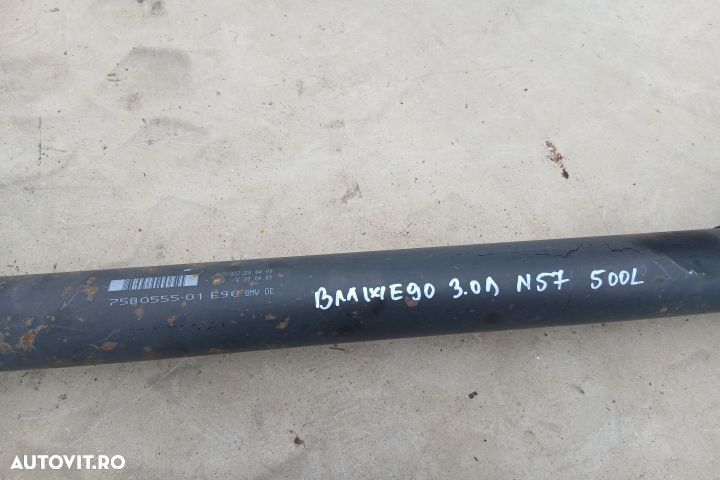 7580555-01 E90 BMW DE
BMW E90 3.0D N57 500L
AUTOVIT.RO